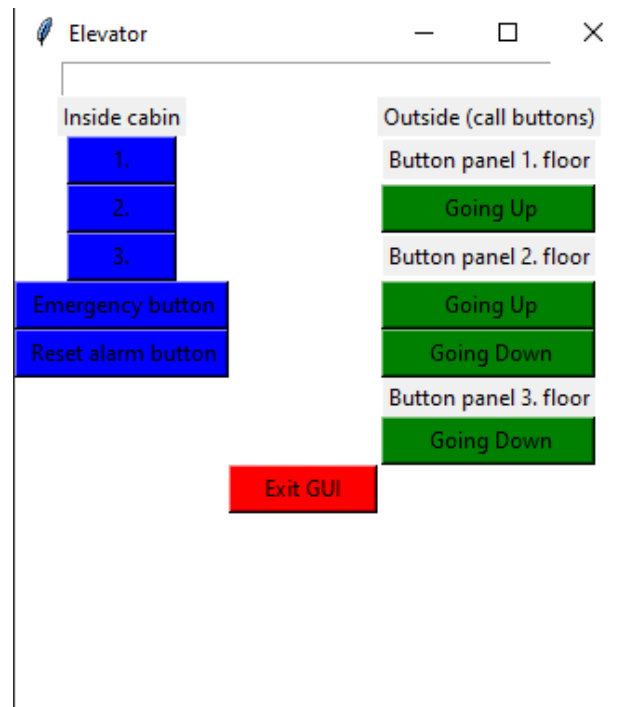 Elevator
Inside cabin
Outside (call buttons)
1.
Button panel 1. floor
2.
Going Up
3.
Button panel 2. floor
Emergency button
Going Up
Reset alarm button
Going Down
Button panel 3. floor
Going Down
Exit GUI